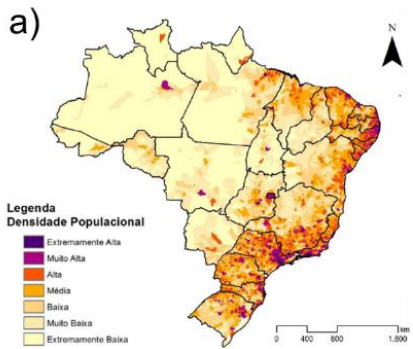 a)
N
Legenda
Densidade Populacional
Extremamente Alta
Muito Alta
Alta
Média
Baixa
Muito Baixa
Extremamente Baixa
km
0 400 800 1.600